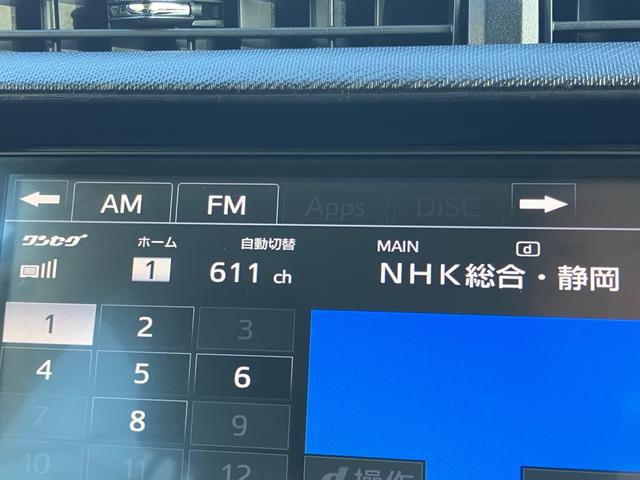 AM FM Apps DISC
ワンセグ ホーム 自動切替 MAIN d
1 611 ch NHK総合・静岡
1 2 3
4 5 6
7 8 9
10 11 12
d操作